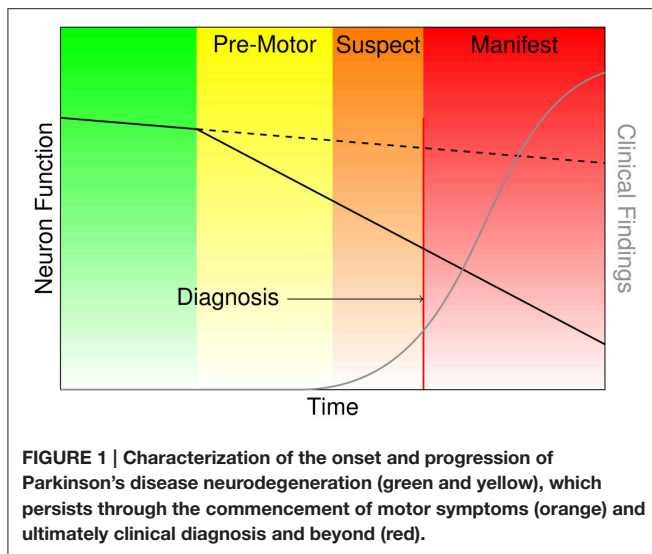 Pre-Motor Suspect Manifest
Neuron Function
Clinical Findings
Diagnosis
Time
FIGURE 1 | Characterization of the onset and progression of
Parkinson's disease neurodegeneration (green and yellow), which
persists through the commencement of motor symptoms (orange) and
ultimately clinical diagnosis and beyond (red).